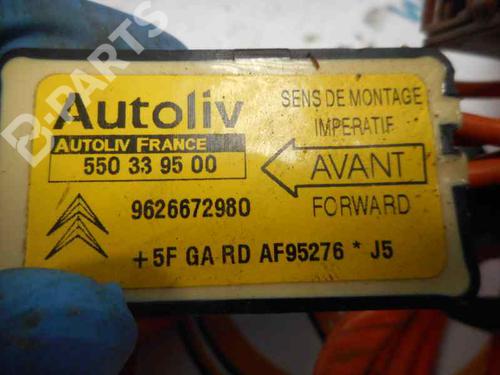 B-PARTS
Autoliv
AUTOLIV FRANCE
550 33 95 00
9626672980
+5F GA RD AF95276 * J5
SENS DE MONTAGE
IMPERATIF
AVANT
FORWARD